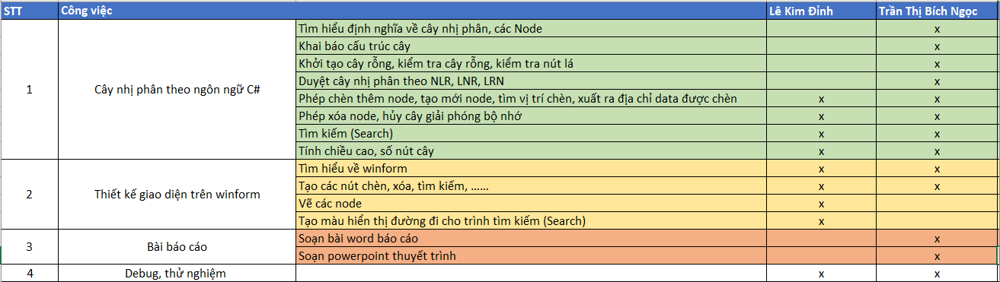 STT Công việc Lê Kim Đỉnh Trần Thị Bích Ngọc
1 Cây nhị phân theo ngôn ngữ C#
Tìm hiểu định nghĩa về cây nhị phân, các Node x
Khai báo cấu trúc cây x
Khởi tạo cây rỗng, kiểm tra cây rỗng, kiểm tra nút lá x
Duyệt cây nhị phân theo NLR, LNR, LRN x
Phép chèn thêm node, tạo mới node, tìm vị trí chèn, xuất ra địa chỉ data được chèn x x
Phép xóa node, hủy cây giải phóng bộ nhớ x x
Tìm kiếm (Search) x x
Tính chiều cao, số nút cây x x
2 Thiết kế giao diện trên winform
Tìm hiểu về winform x x
Tạo các nút chèn, xóa, tìm kiếm, …… x x
Vẽ các node x
Tạo màu hiển thị đường đi cho trình tìm kiếm (Search) x
3 Bài báo cáo
Soạn bài word báo cáo x
Soạn powerpoint thuyết trình x
4 Debug, thử nghiệm x x